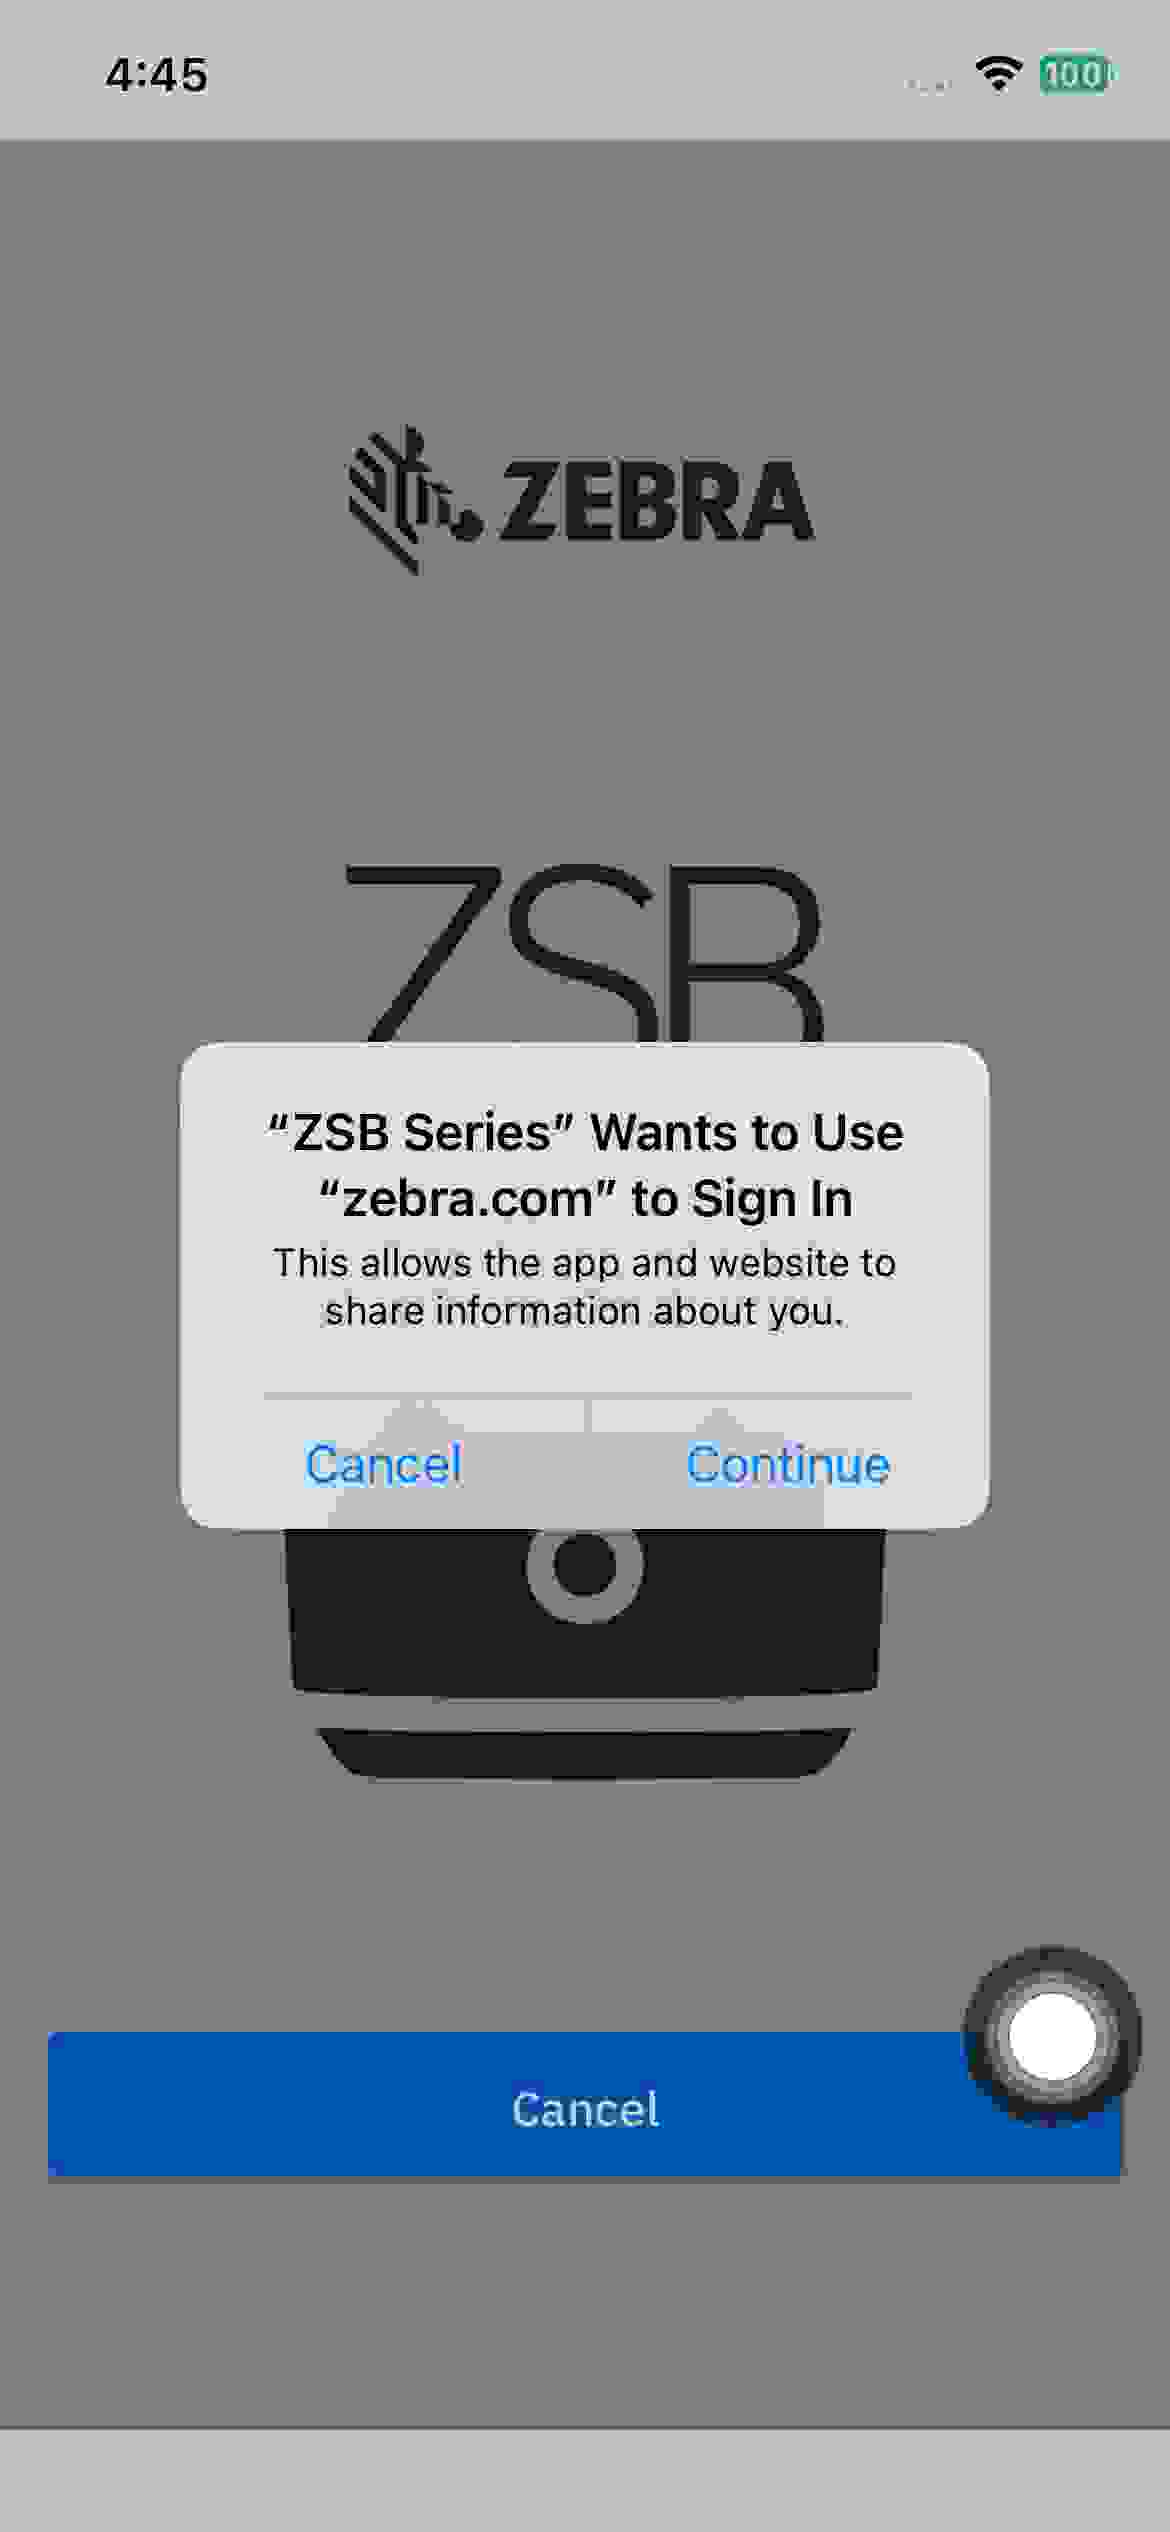 4:45
100
ZEBRA
ZSB
“ZSB Series” Wants to Use
“zebra.com” to Sign In
This allows the app and website to
share information about you.
Cancel
Continue
Cancel